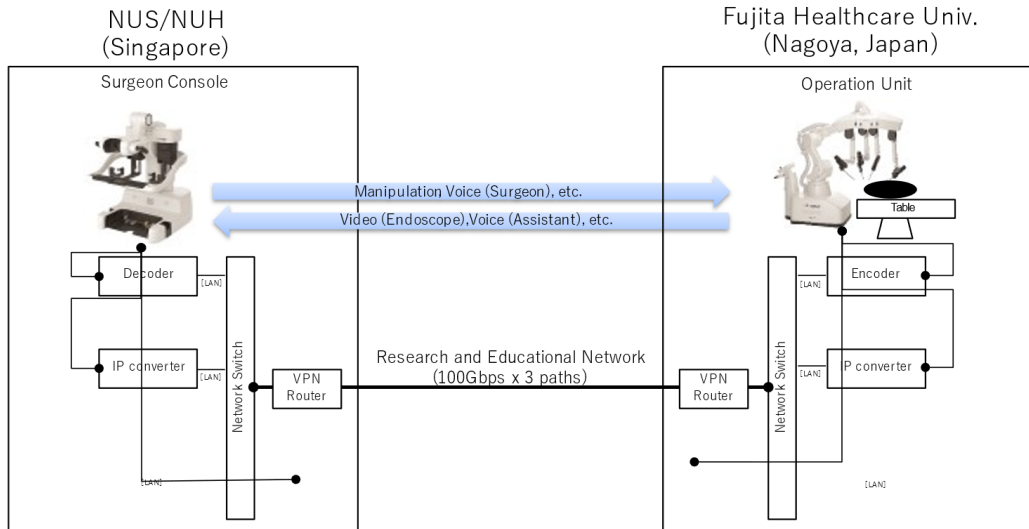 NUS/NUH
(Singapore)
Fujita Healthcare Univ.
(Nagoya, Japan)
Surgeon Console
Operation Unit
Manipulation,Voice (Surgeon), etc.
Video (Endoscope),Voice (Assistant), etc.
Table
Decoder
[LAN]
Encoder
[LAN]
IP converter
[LAN]
Network Switch
VPN
Router
Research and Educational Network
(100Gbps x 3 paths)
VPN
Router
Network Switch
[LAN]
IP converter
[LAN]
[LAN]